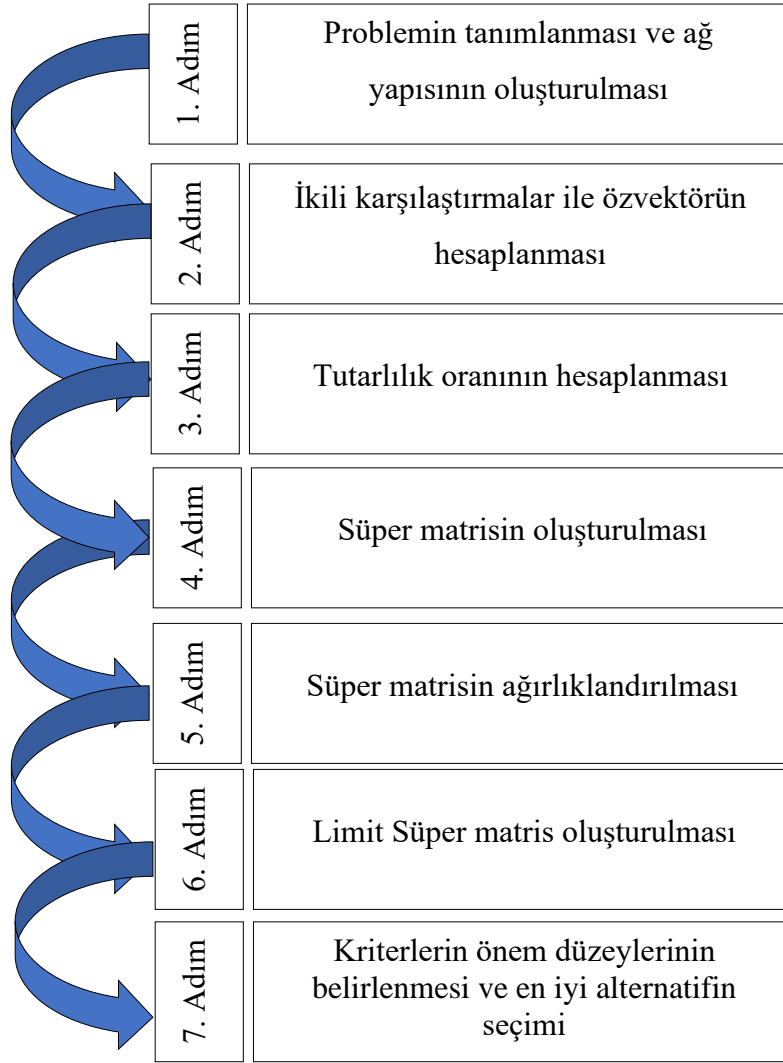 1. Adım
Problemin tanımlanması ve ağ
yapısının oluşturulması
2. Adım
İkili karşılaştırmalar ile özvektörün
hesaplanması
3. Adım
Tutarlılık oranının hesaplanması
4. Adım
Süper matrisin oluşturulması
5. Adım
Süper matrisin ağırlıklandırılması
6. Adım
Limit Süper matris oluşturulması
7. Adım
Kriterlerin önem düzeylerinin
belirlenmesi ve en iyi alternatifin
seçimi